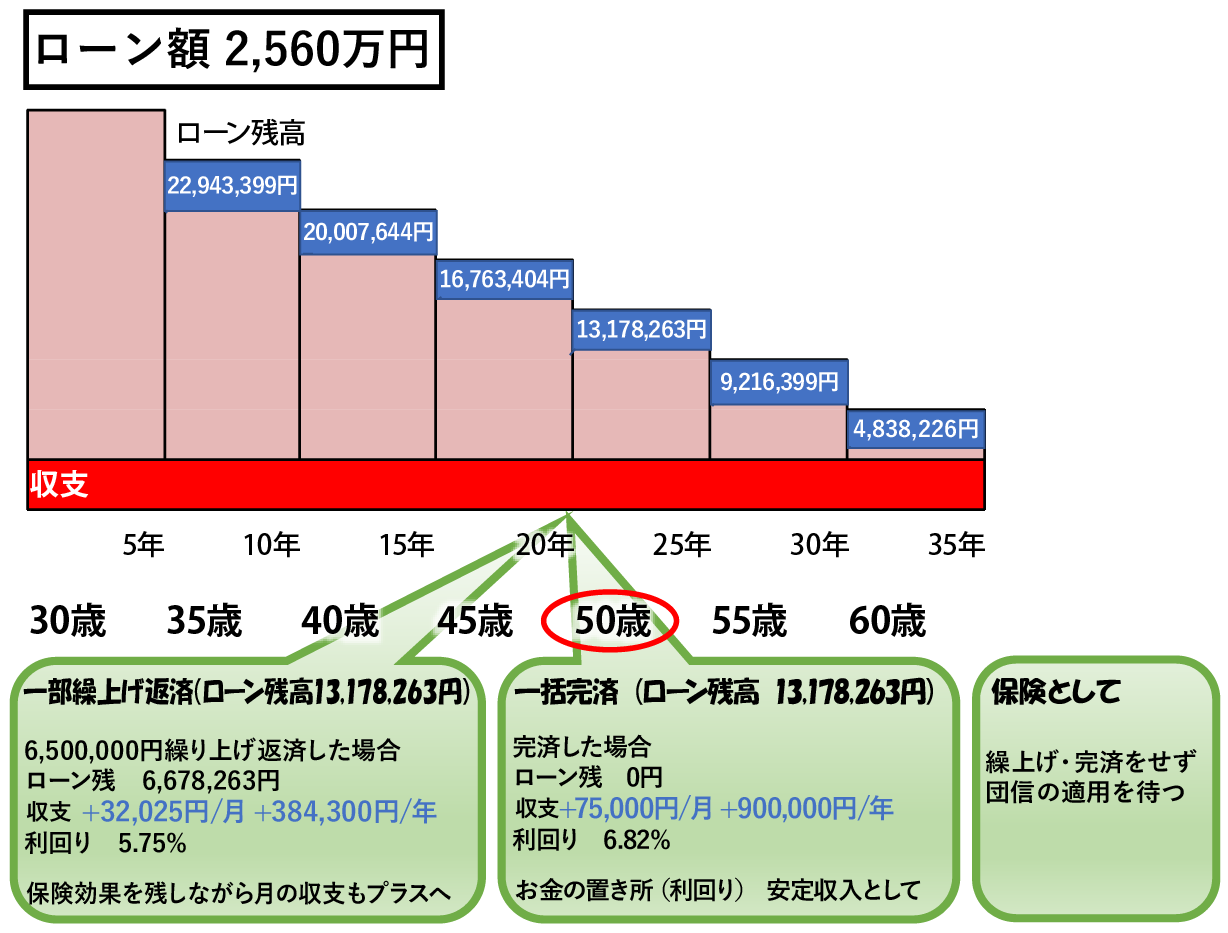 ローン額 2,560万円
ローン残高
22,943,399円
20,007,644円
16,763,404円
13,178,263円
9,216,399円
4,838,226円
収支
5年 10年 15年 20年 25年 30年 35年
30歳 35歳 40歳 45歳 50歳 55歳 60歳
一部繰上げ返済(ローン残高13,178,263円)
6,500,000円繰り上げ返済した場合
ローン残 6,678,263円
収支 +32,025円/月 +384,300円/年
利回り 5.75%
保険効果を残しながら月の収支もプラスへ
一括完済 (ローン残高 13,178,263円)
完済した場合
ローン残 0円
収支+75,000円/月 +900,000円/年
利回り 6.82%
お金の置き所（利回り） 安定収入として
保険として
繰上げ・完済をせず
団信の適用を待つ